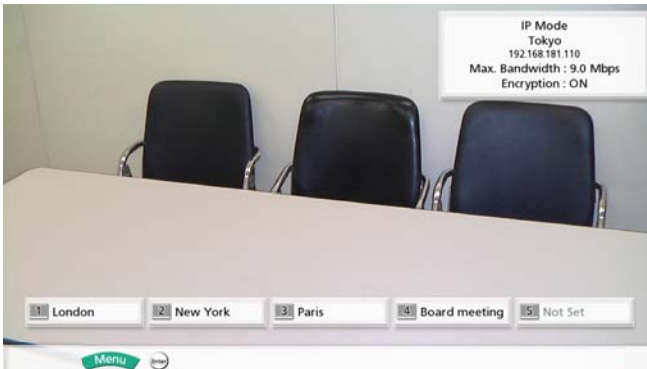 IP Mode
Tokyo
192.168.181.110
Max. Bandwidth : 9.0 Mbps
Encryption : ON
1 London
2 New York
3 Paris
4 Board meeting
5 Not Set
Menu Enter